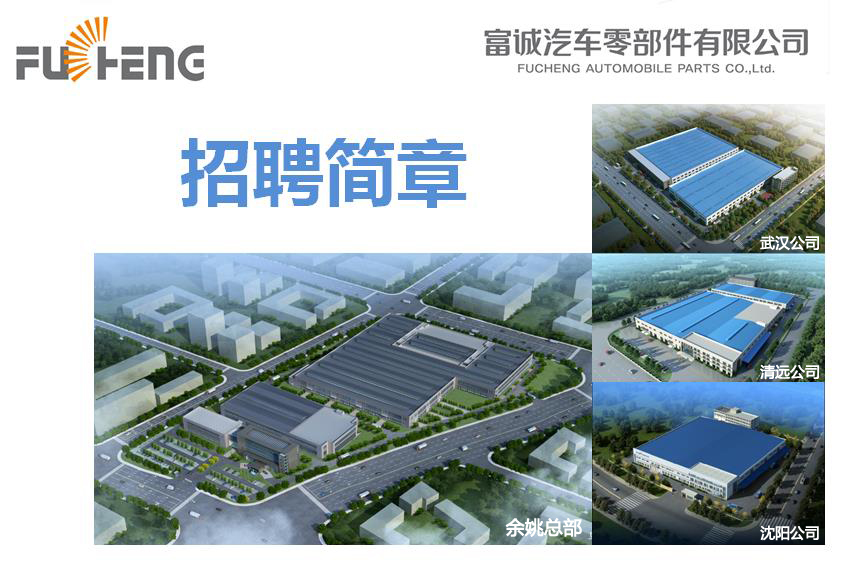 FUCHENG
富诚汽车零部件有限公司
FUCHENG AUTOMOBILE PARTS CO.,Ltd.
招聘简章
武汉公司
清远公司
余姚总部
沈阳公司